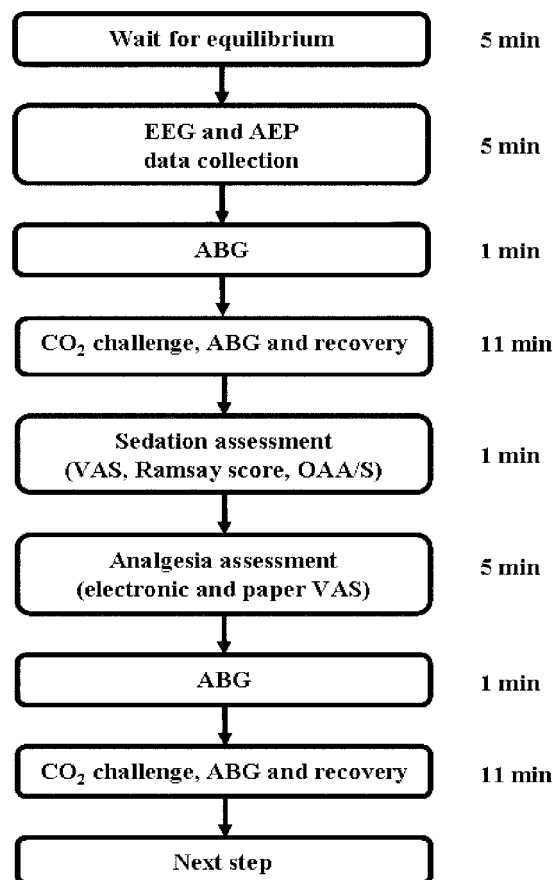 Wait for equilibrium 5 min
EEG and AEP
data collection 5 min
ABG 1 min
CO₂ challenge, ABG and recovery 11 min
Sedation assessment
(VAS, Ramsay score, OAA/S) 1 min
Analgesia assessment
(electronic and paper VAS) 5 min
ABG 1 min
CO₂ challenge, ABG and recovery 11 min
Next step